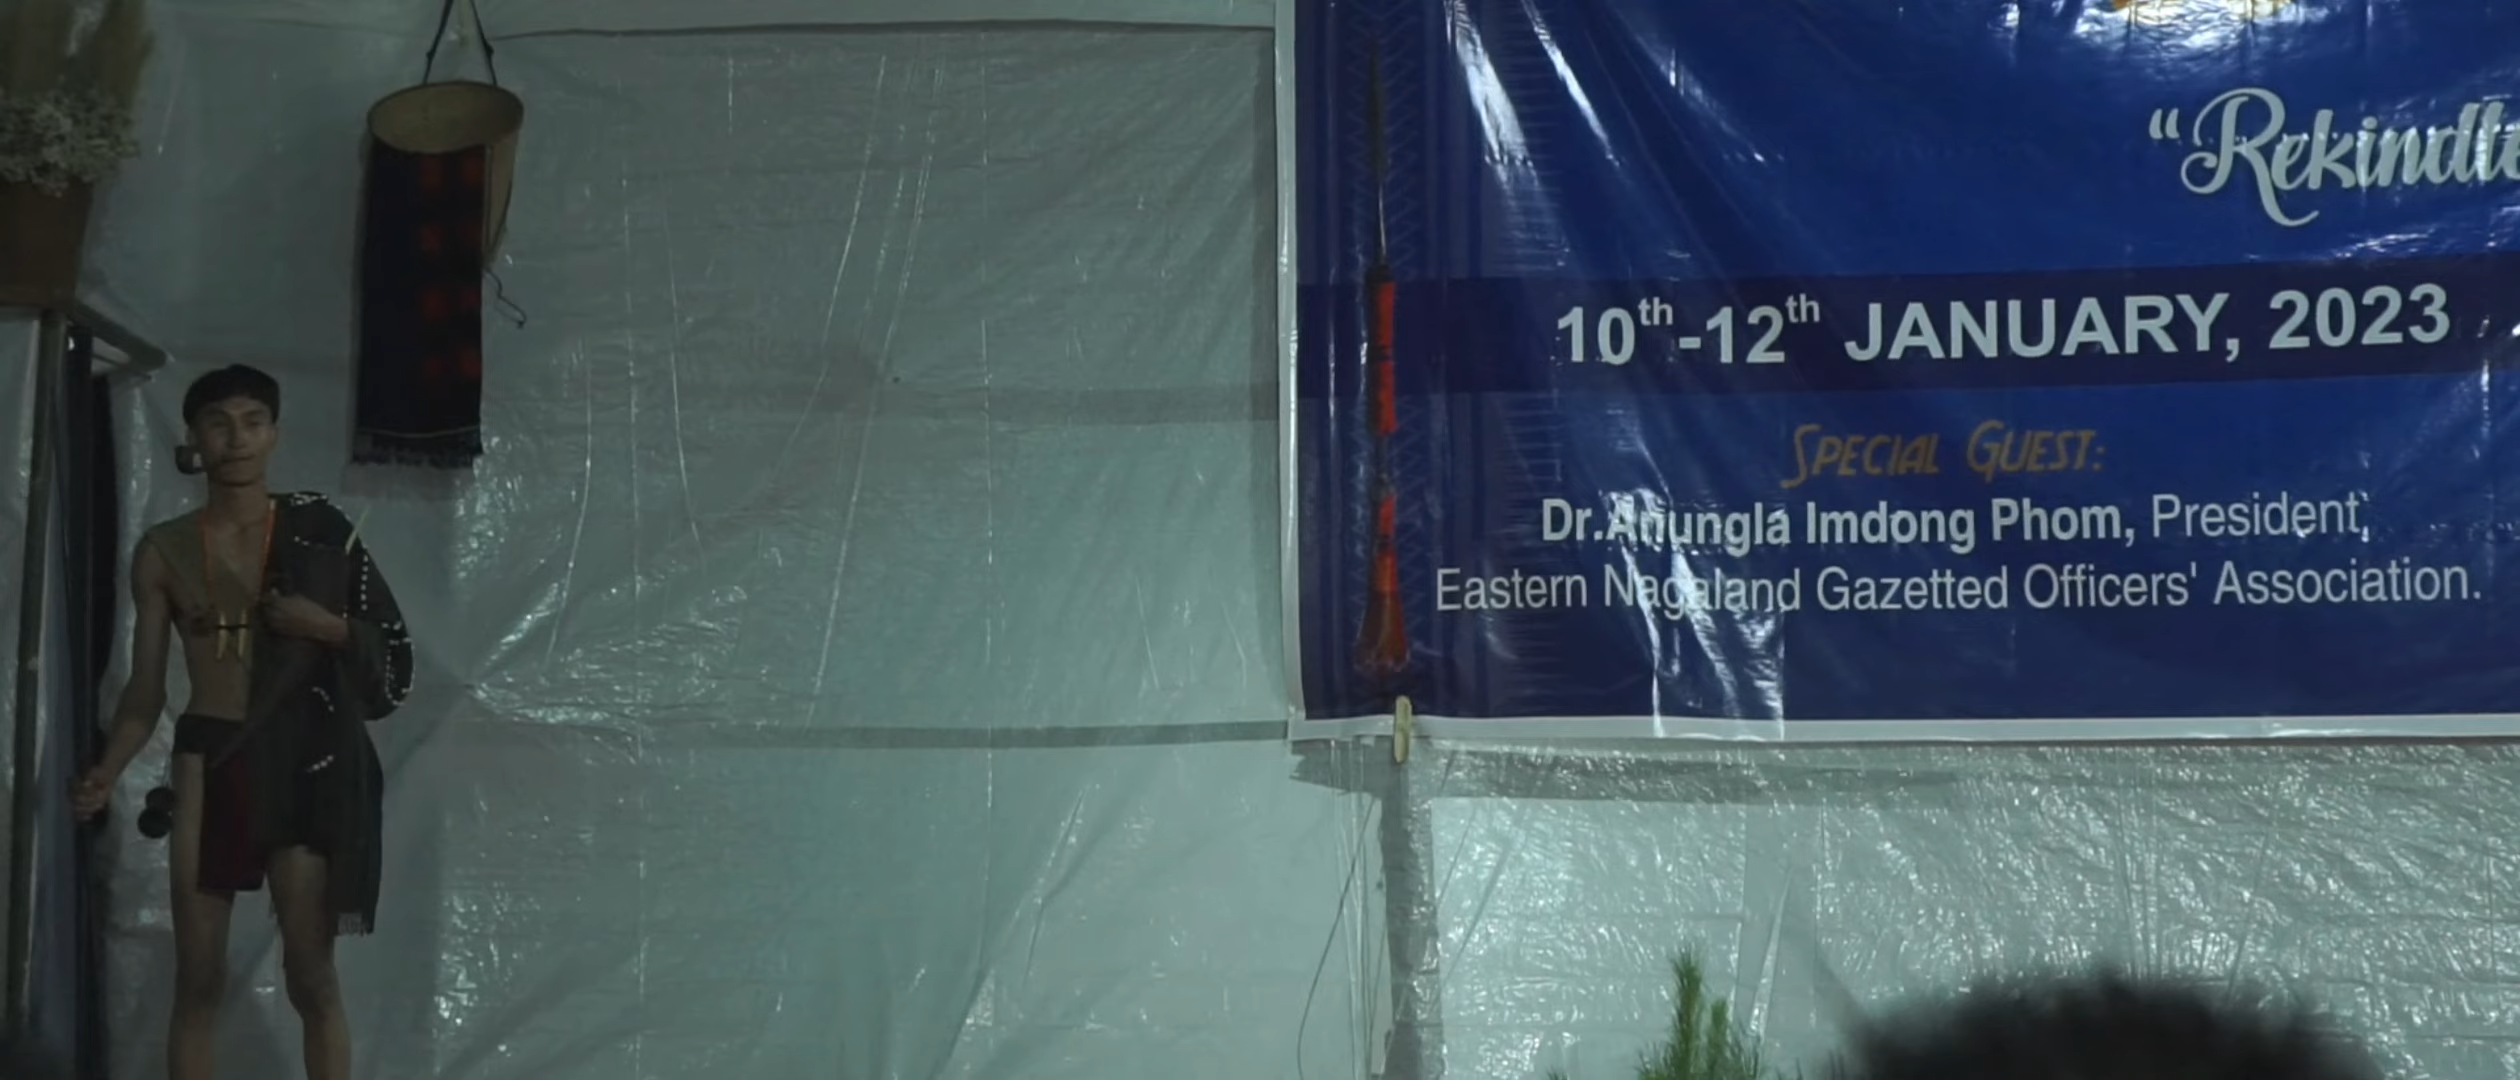 “Rekindle
10th-12th JANUARY, 2023
SPECIAL GUEST:
Dr.Anungla Imdong Phom, President,
Eastern Nagaland Gazetted Officers' Association.